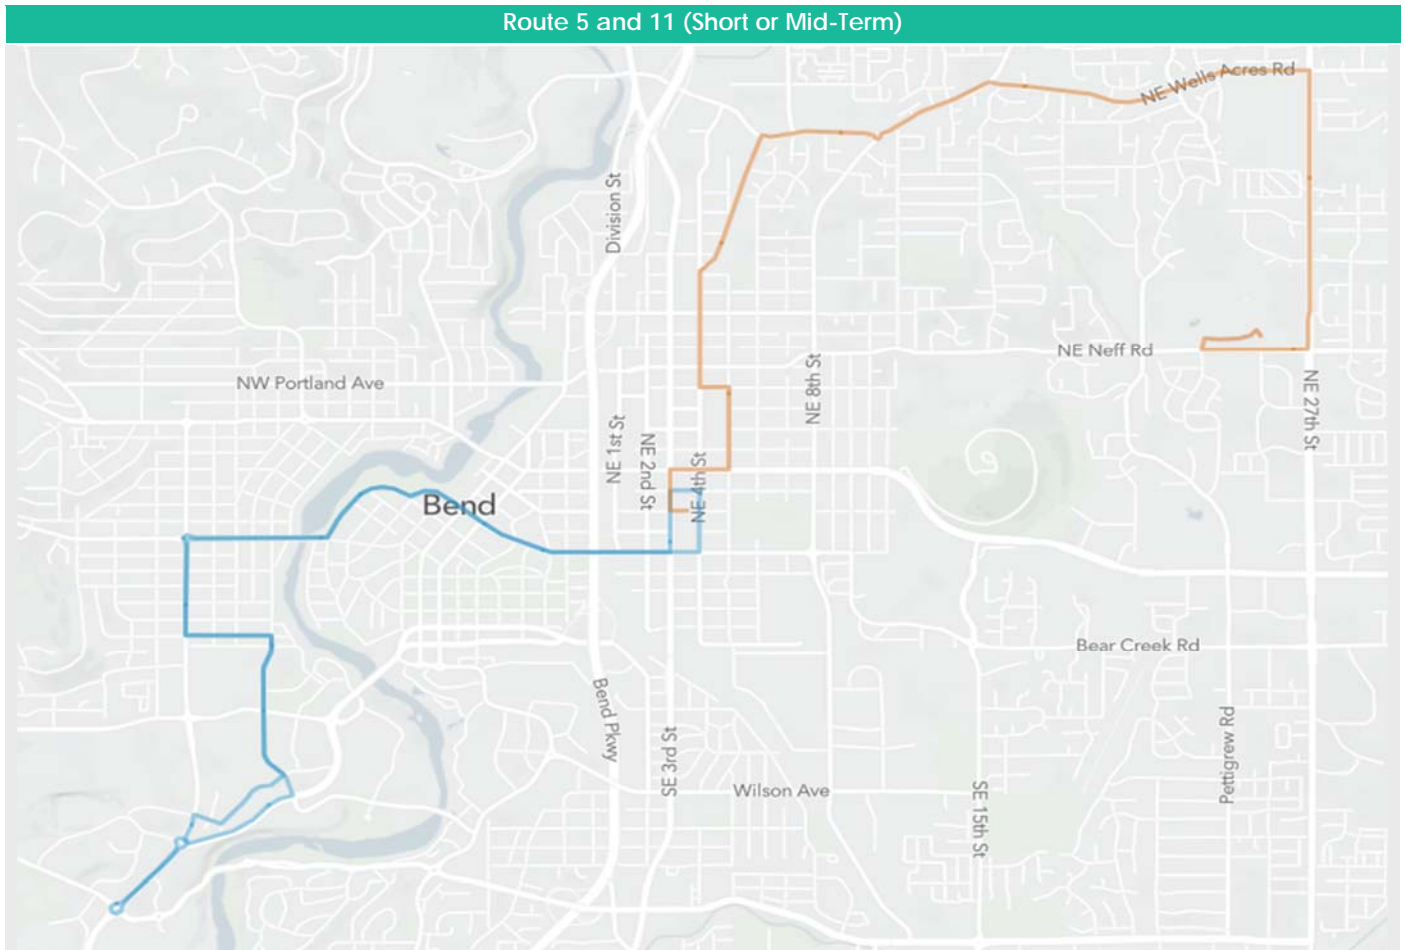 Route 5 and 11 (Short or Mid-Term)
NE Wells Acres Rd
Division St
NE Neff Rd
NW Portland Ave
NE 8th St
NE 27th St
NE 1st St
NE 2nd St
NE 4th St
Bend
Bear Creek Rd
Bend Pkwy
SE 3rd St
Pettigrew Rd
Wilson Ave
SE 15th St